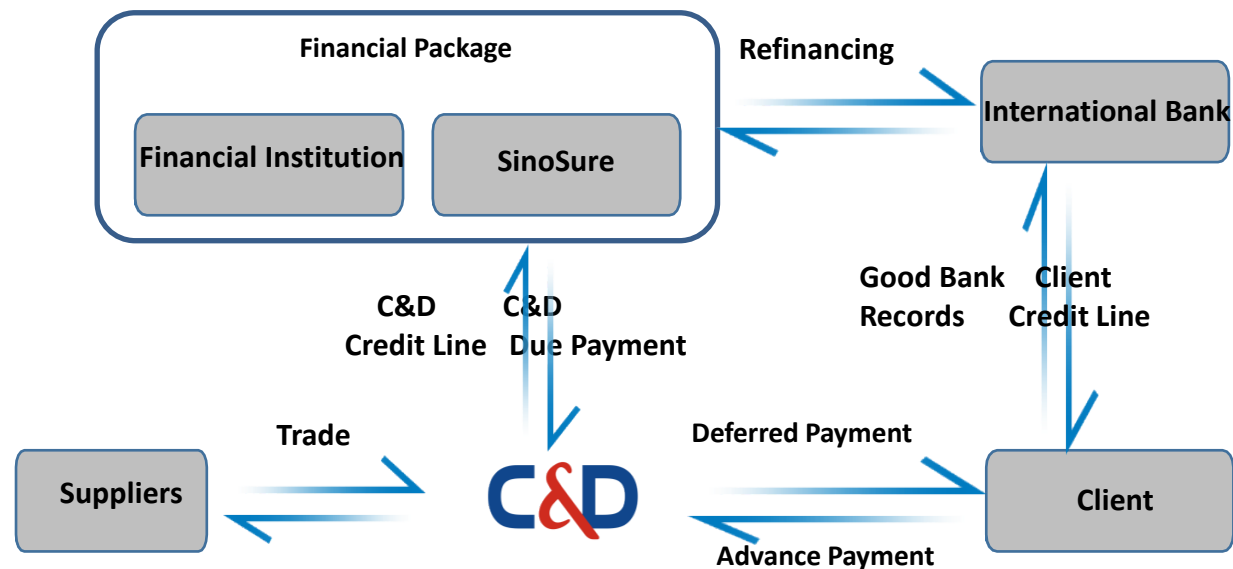 Financial Package
Refinancing
International Bank
Financial Institution
SinoSure
C&D
Credit Line
C&D
Due Payment
Good Bank
Records
Client
Credit Line
Trade
Deferred Payment
Suppliers
C&D
Client
Advance Payment